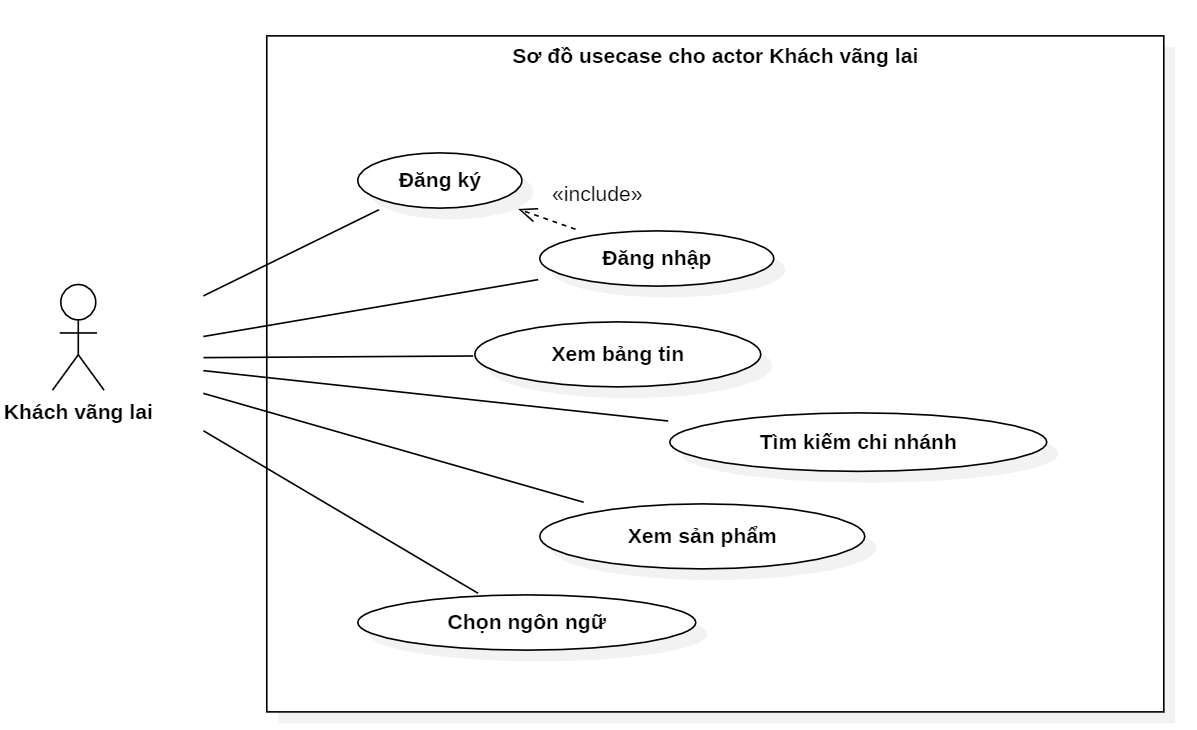 Sơ đồ usecase cho actor Khách vãng lai
Đăng ký
«include»
Đăng nhập
Xem bảng tin
Khách vãng lai
Tìm kiếm chi nhánh
Xem sản phẩm
Chọn ngôn ngữ